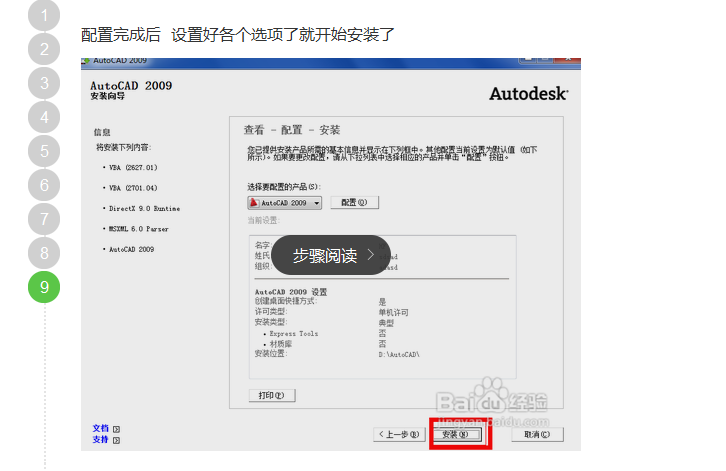 1
配置完成后 设置好各个选项了就开始安装了
2
AutoCAD 2009
3
AutoCAD 2009
安装向导
Autodesk
4
查看 - 配置 - 安装
信息
将安装下列内容:
您已提供安装产品所需的基本信息并显示在下列框中。其他配置当前设置为默认值 (如下
所示)。如果要更改配置, 请从下拉列表中选择相应的产品并单击“配置”按钮。
5
• VBA (2627.01)
• VBA (2701.04)
• DirectX 9.0 Runtime
• MSXML 6.0 Parser
• AutoCAD 2009
选择要配置的产品(S):
6
AutoCAD 2009
配置(O)
7
当前设置:
8
名字:
姓氏:
组织:
步骤阅读
9
AutoCAD 2009 设置
创建桌面快捷方式: 是
许可类型: 单机许可
安装类型: 典型
• Express Tools 否
• 材质库 否
安装位置: D:\AutoCAD\
打印(P)
Baidu 经验
jingyan.baidu.com
文档
支持
<上一步(B)
安装(N)
取消(C)